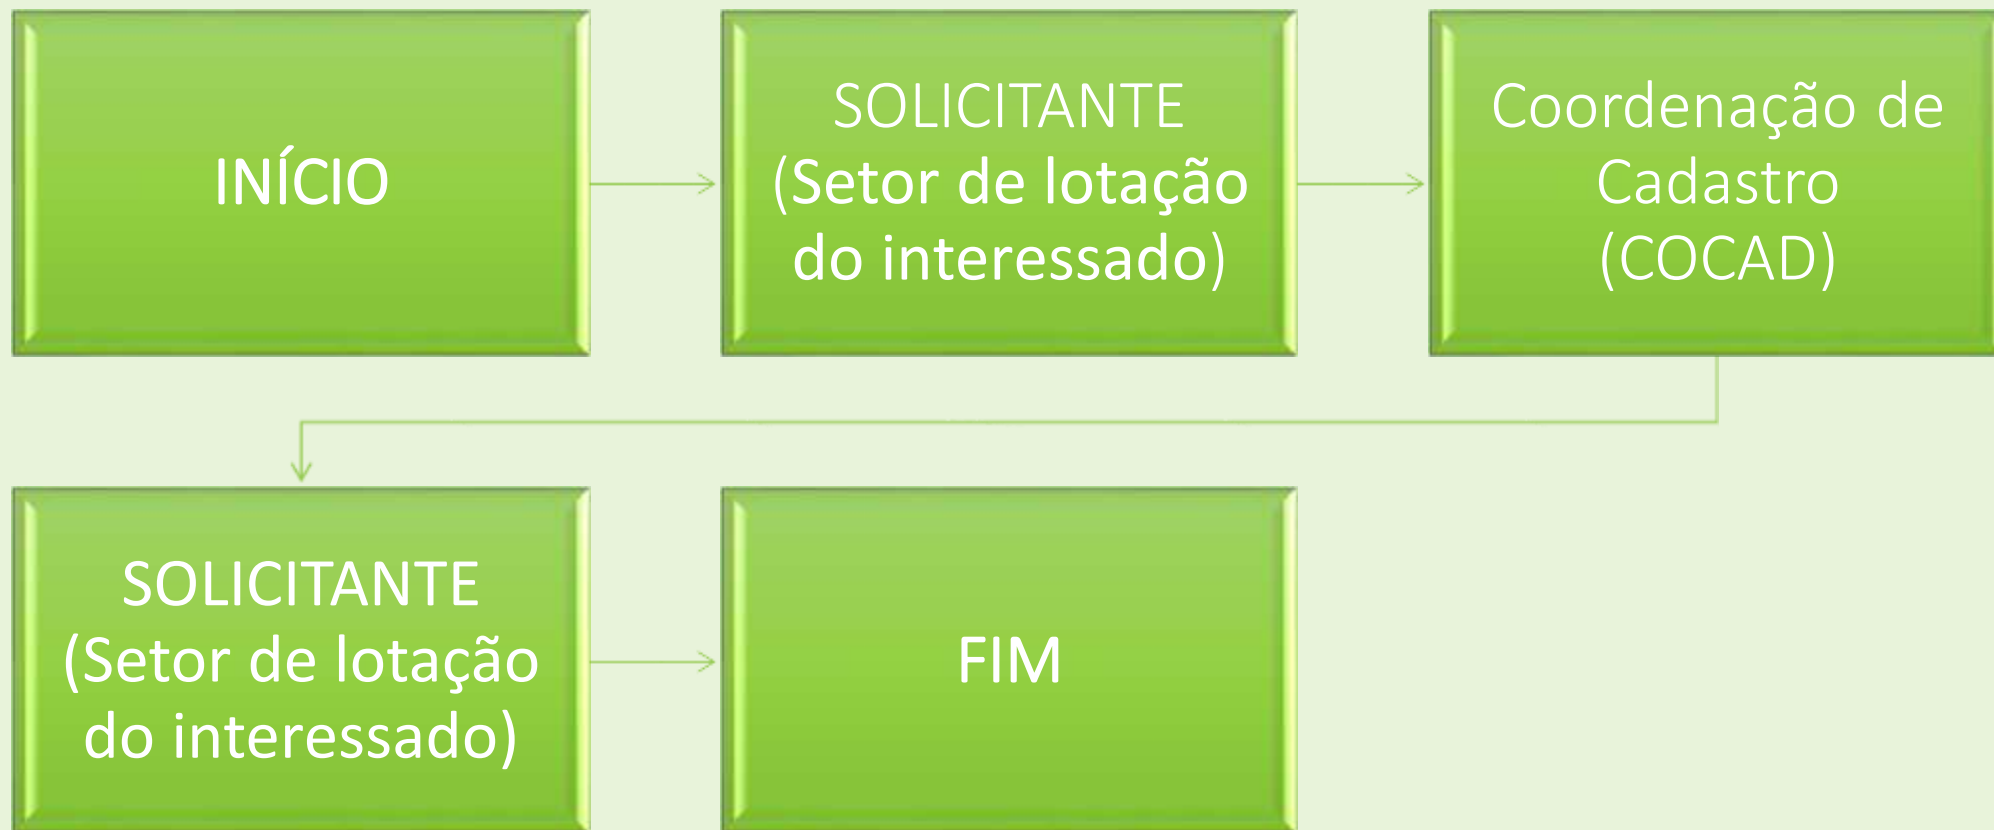 INÍCIO
SOLICITANTE
(Setor de lotação
do interessado)
Coordenação de
Cadastro
(COCAD)
SOLICITANTE
(Setor de lotação
do interessado)
FIM